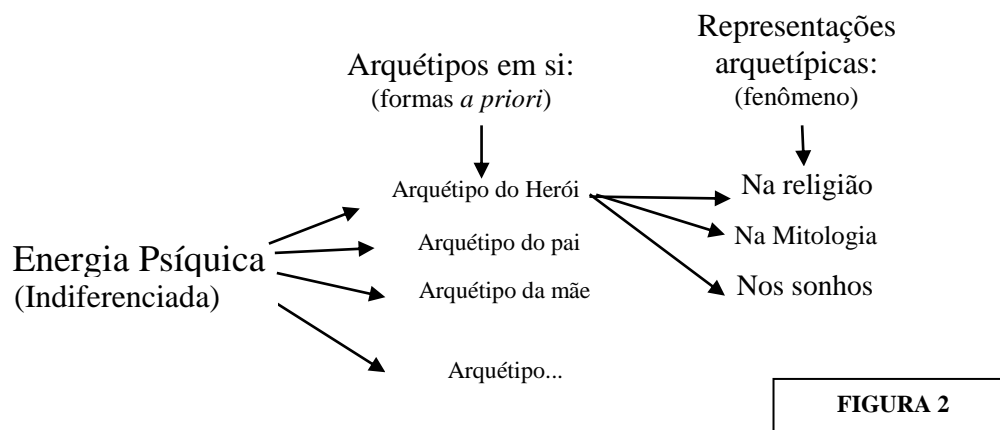 Representações
arquetípicas:
(fenômeno)
Arquétipos em si:
(formas a priori)
Arquétipo do Herói
Na religião
Arquétipo do pai
Na Mitologia
Energia Psíquica
(Indiferenciada)
Arquétipo da mãe
Nos sonhos
Arquétipo...
FIGURA 2